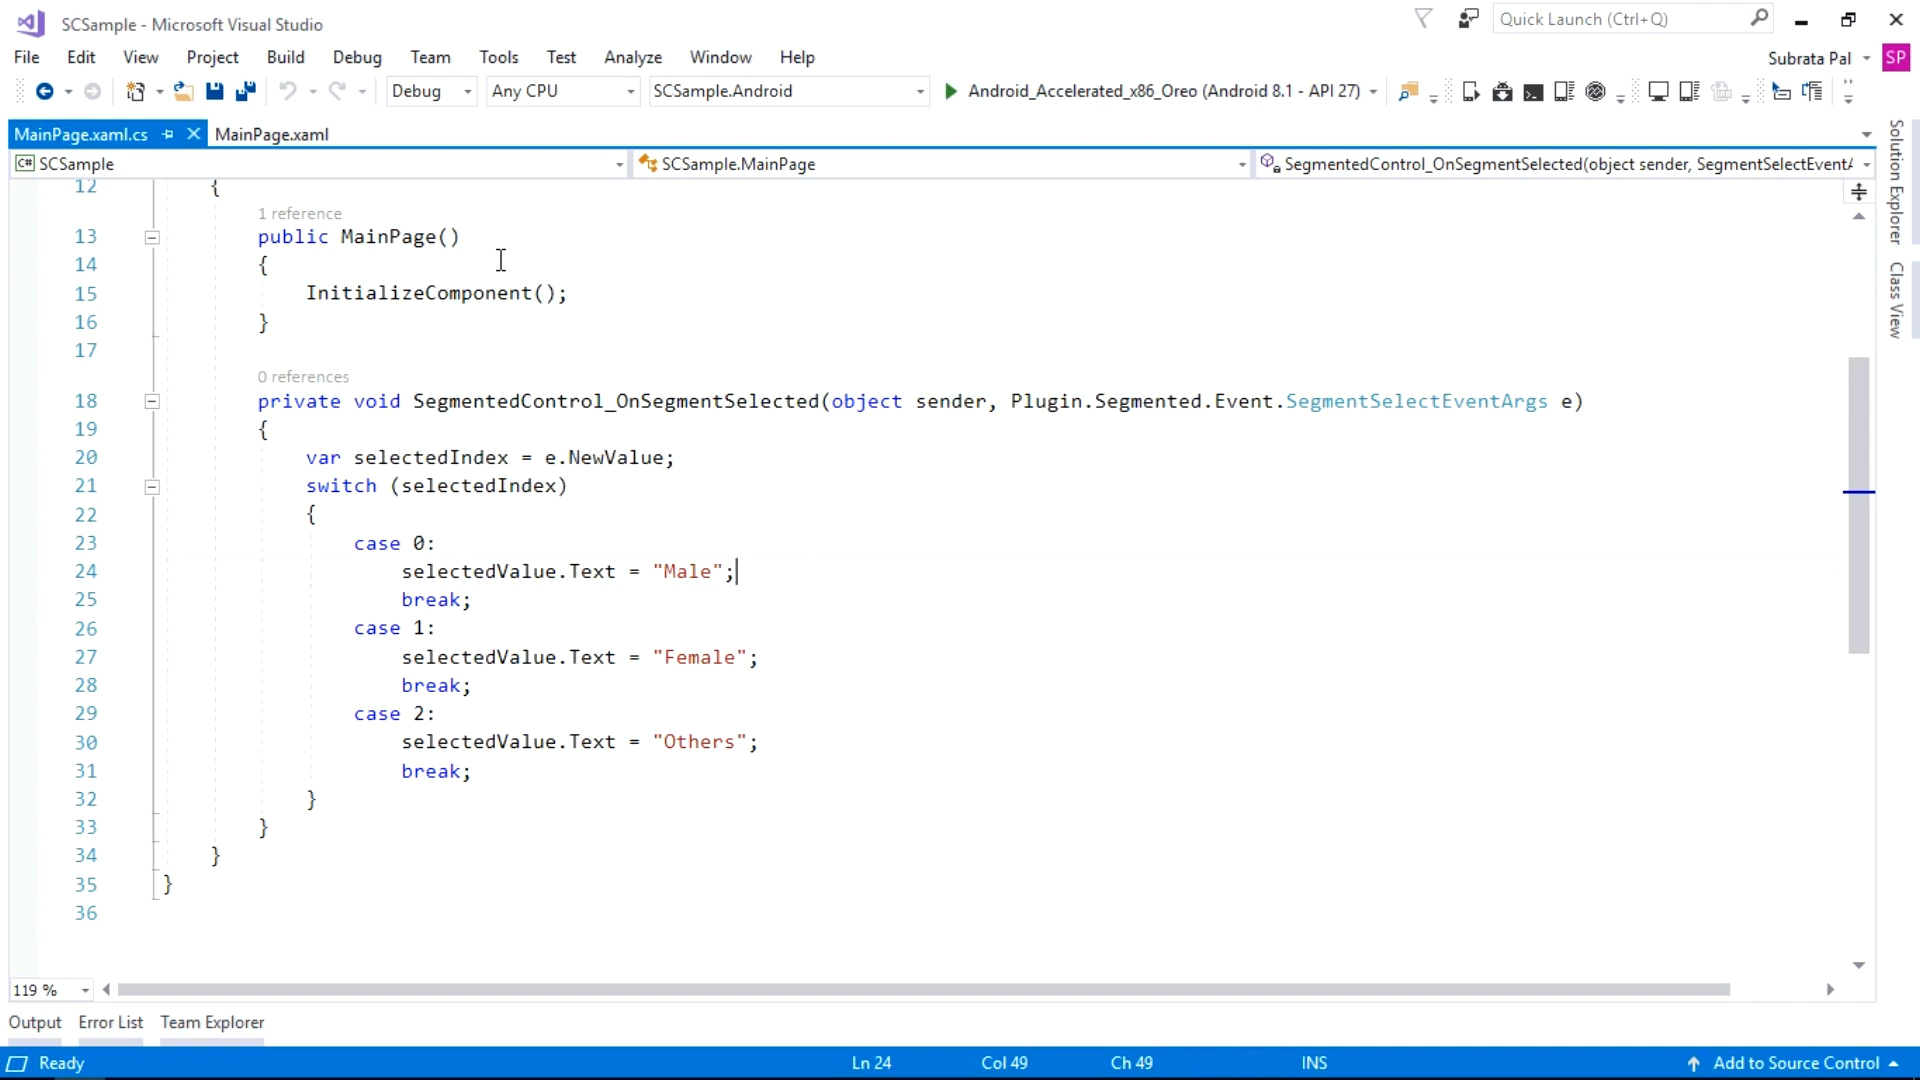 SCSample - Microsoft Visual Studio
Quick Launch (Ctrl+Q)
File Edit View Project Build Debug Team Tools Test Analyze Window Help
Subrata Pal SP
Debug Any CPU SCSample.Android Android_Accelerated_x86_Oreo (Android 8.1 - API 27)
MainPage.xaml.cs MainPage.xaml
C# SCSample SCSample.MainPage SegmentedControl_OnSegmentSelected(object sender, SegmentSelectEventA
12 {
1 reference
13 public MainPage()
14 {
15 InitializeComponent();
16 }
17
0 references
18 private void SegmentedControl_OnSegmentSelected(object sender, Plugin.Segmented.Event.SegmentSelectEventArgs e)
19 {
20 var selectedIndex = e.NewValue;
21 switch (selectedIndex)
22 {
23 case 0:
24 selectedValue.Text = "Male";
25 break;
26 case 1:
27 selectedValue.Text = "Female";
28 break;
29 case 2:
30 selectedValue.Text = "Others";
31 break;
32 }
33 }
34 }
35 }
36
Solution Explorer
Class View
119 %
Output Error List Team Explorer
Ready Ln 24 Col 49 Ch 49 INS Add to Source Control